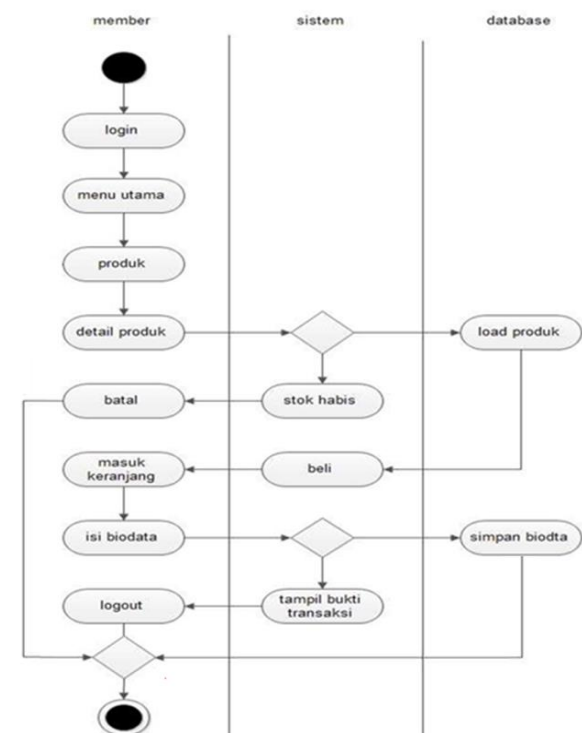 member
sistem
database
login
menu utama
produk
detail produk
load produk
batal
stok habis
masuk
keranjang
beli
isi biodata
simpan biodta
logout
tampil bukti
transaksi